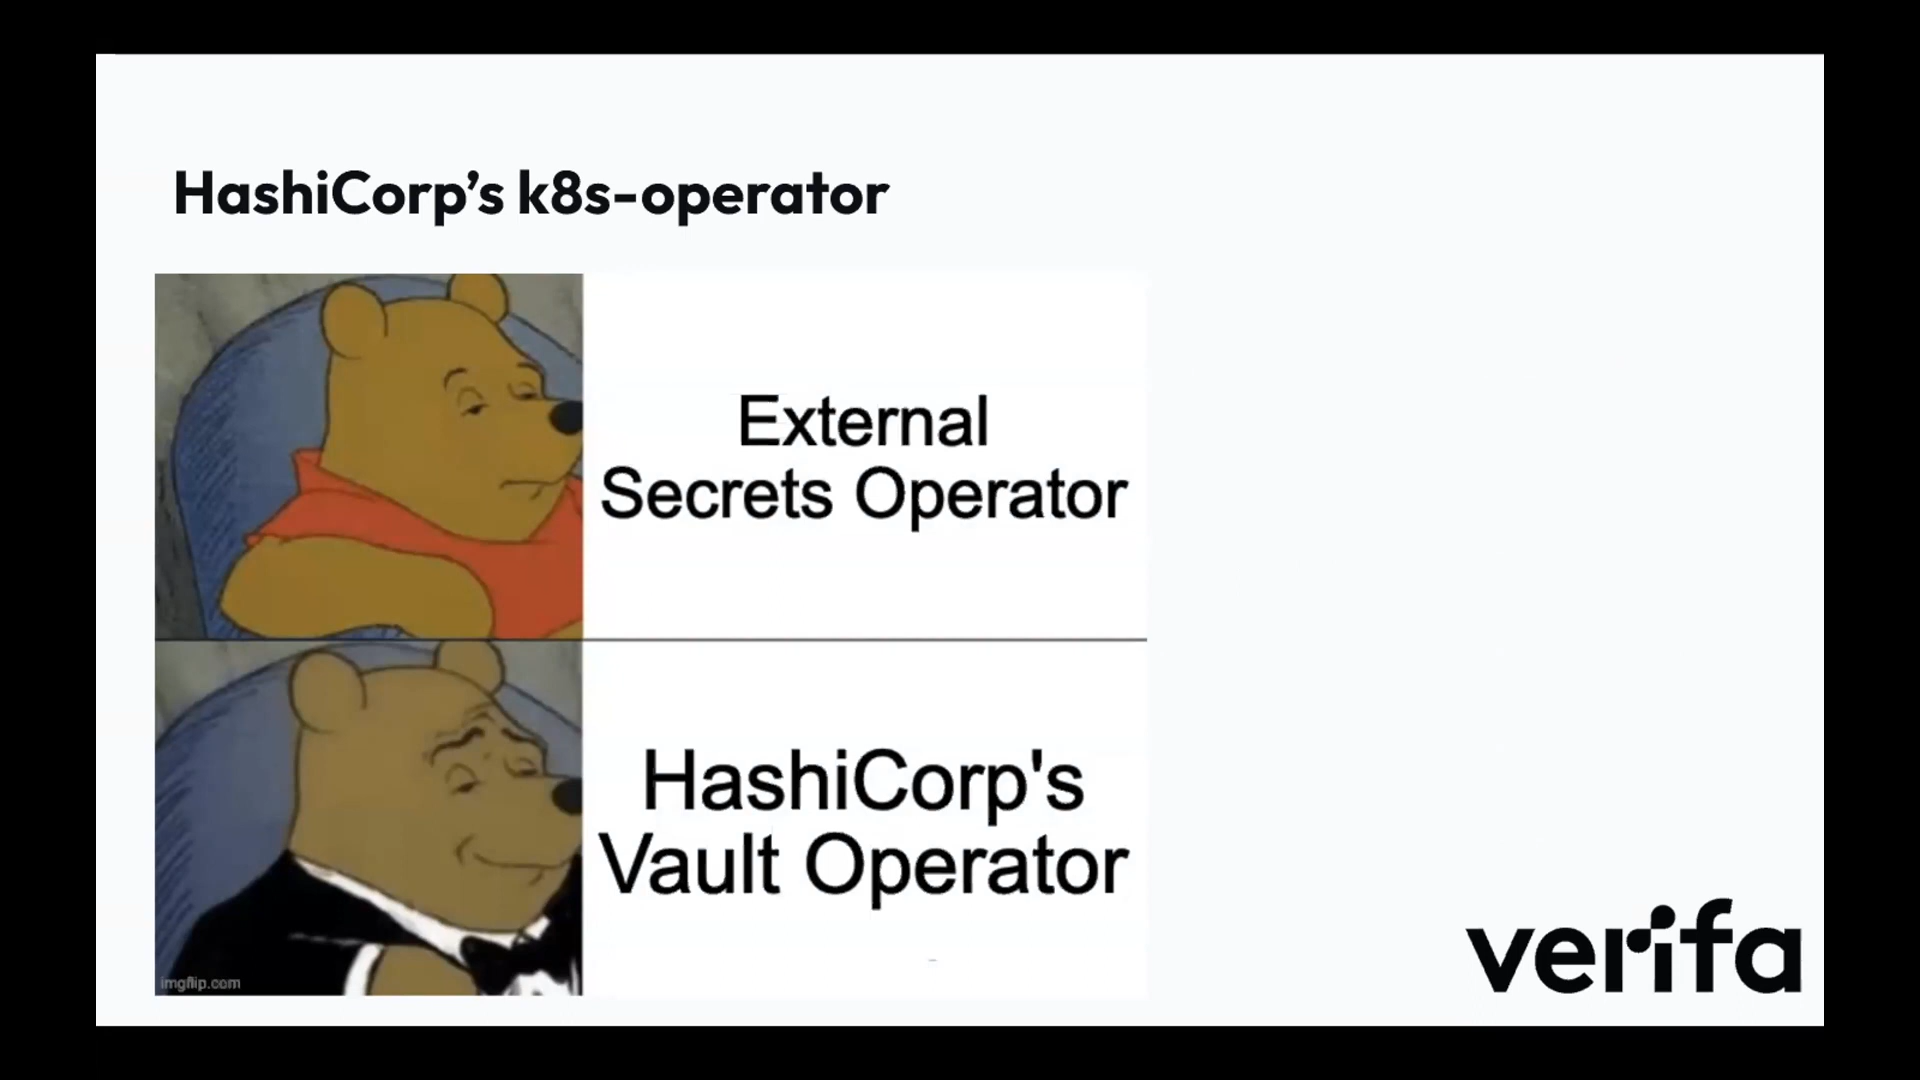 HashiCorp’s k8s-operator
External
Secrets Operator
HashiCorp's
Vault Operator
imgflip.com
verifa